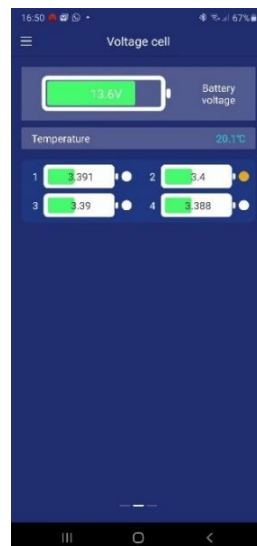 16:50 67%
Voltage cell
13.6V Battery
voltage
Temperature 20.1°C
1 3.391 2 3.4
3 3.39 4 3.388